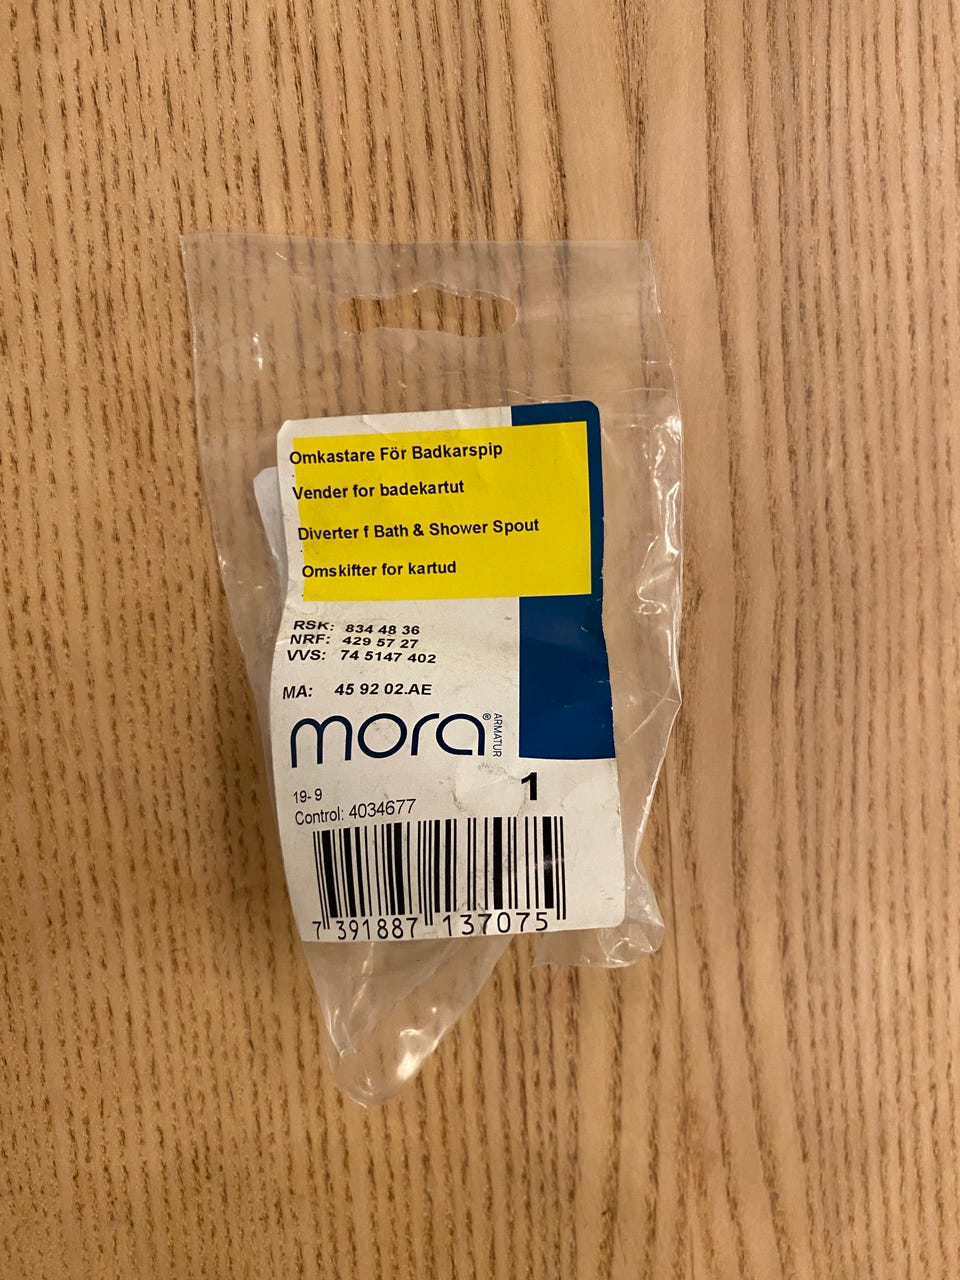 Omkastare För Badkarspip
Vender for badekartut
Diverter f Bath & Shower Spout
Omskifter for kartud
RSK: 834 48 36
NRF: 429 57 27
VVS: 74 5147 402
MA: 45 92 02.AE
mora® ARMATUR
1
19- 9
Control: 4034677
7 391887 137075